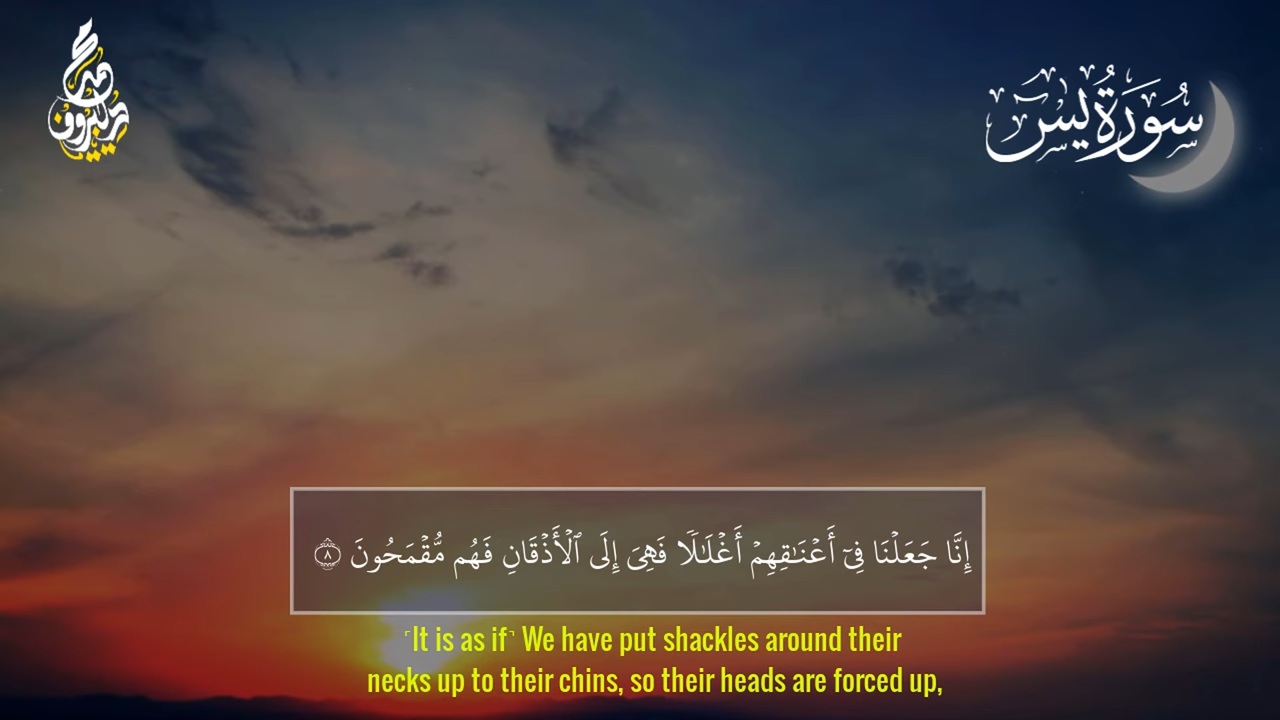 سُورَةُ يسٓ
إِنَّا جَعَلْنَا فِىٓ أَعْنَـٰقِهِمْ أَغْلَـٰلًا فَهِىَ إِلَى ٱلْأَذْقَانِ فَهُم مُّقْمَحُونَ ٨
⸢It is as if⸣ We have put shackles around their
necks up to their chins, so their heads are forced up,